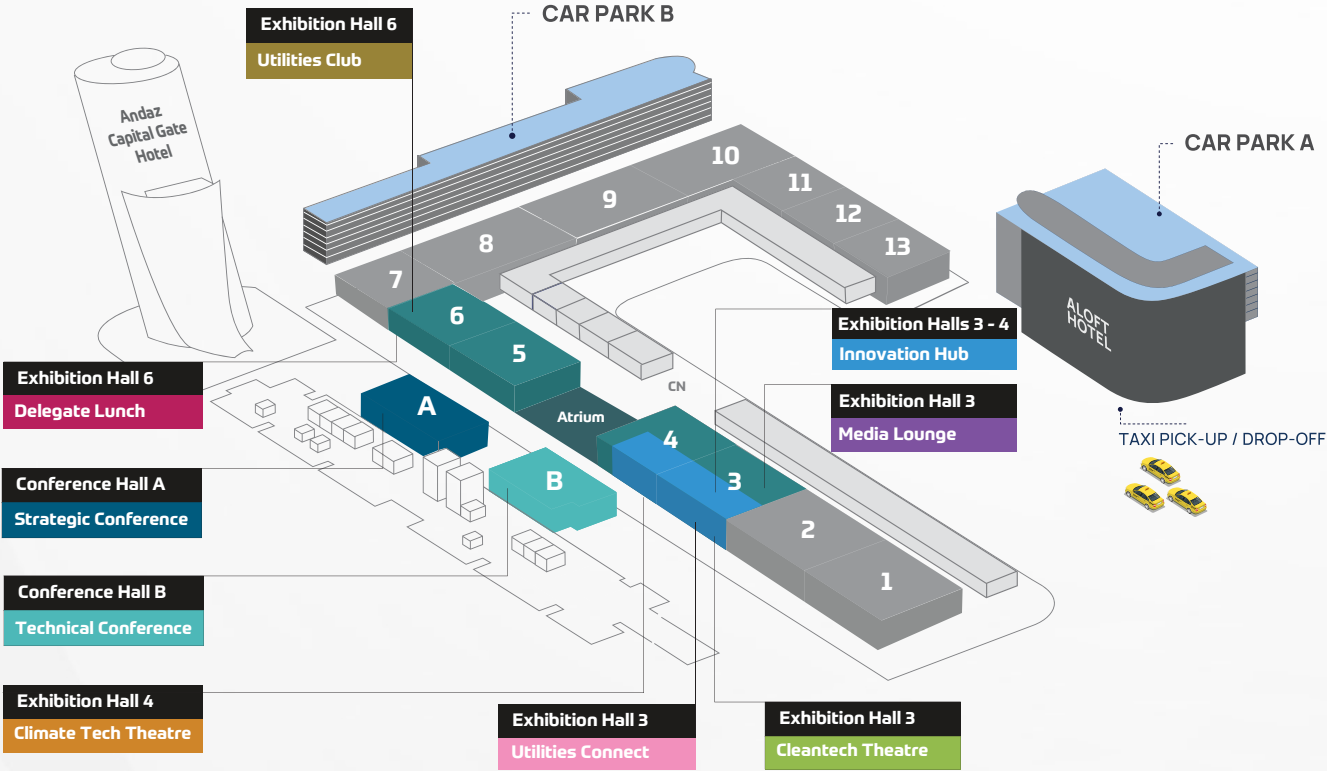 Exhibition Hall 6
Utilities Club
CAR PARK B
CAR PARK A
Andaz
Capital Gate
Hotel
10
11
12
13
9
8
7
6
5
ALOFT
HOTEL
Exhibition Halls 3 - 4
Innovation Hub
Exhibition Hall 6
Delegate Lunch
CN
A
Atrium
Exhibition Hall 3
Media Lounge
TAXI PICK-UP / DROP-OFF
4
3
B
2
1
Conference Hall A
Strategic Conference
Conference Hall B
Technical Conference
Exhibition Hall 4
Climate Tech Theatre
Exhibition Hall 3
Utilities Connect
Exhibition Hall 3
Cleantech Theatre